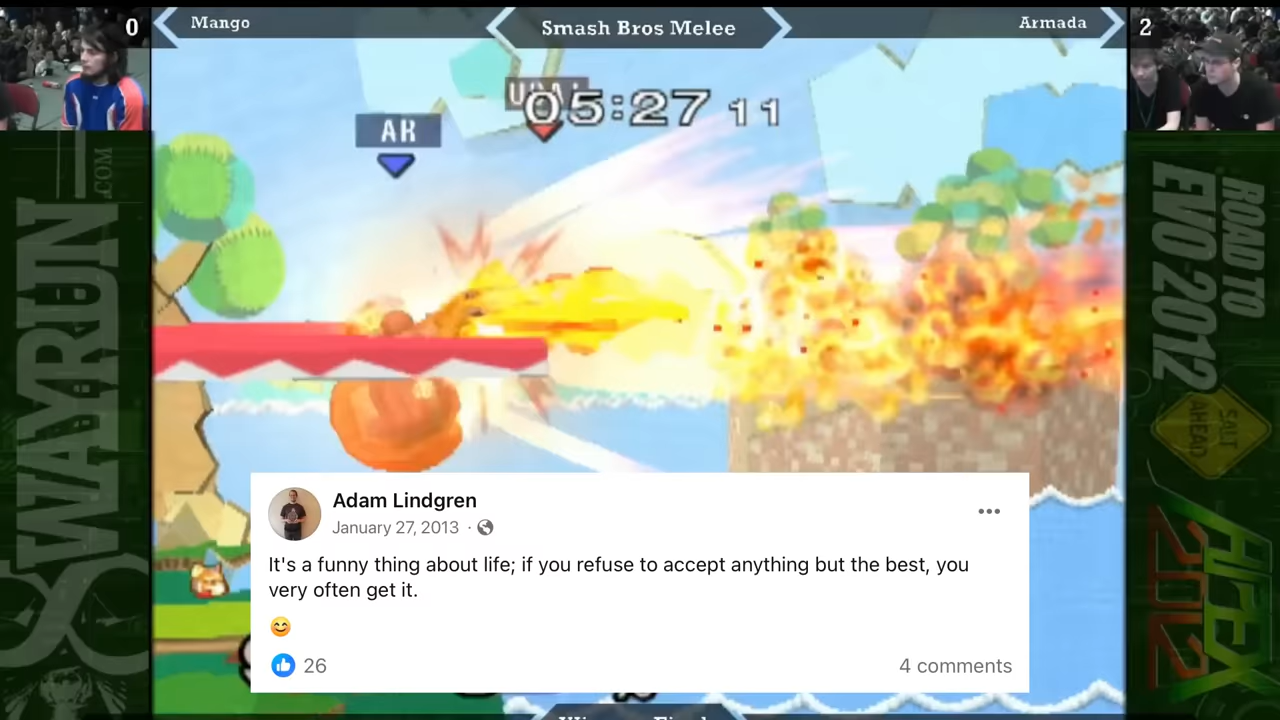 0
Mango
Smash Bros Melee
Armada
2
05:27 11
AR
SWAYRUN
.COM
ROAD TO
EVO 2012
SALT
AHEAD
APEX
2012
Adam Lindgren
January 27, 2013 ·
It's a funny thing about life; if you refuse to accept anything but the best, you
very often get it.
😊
26
4 comments